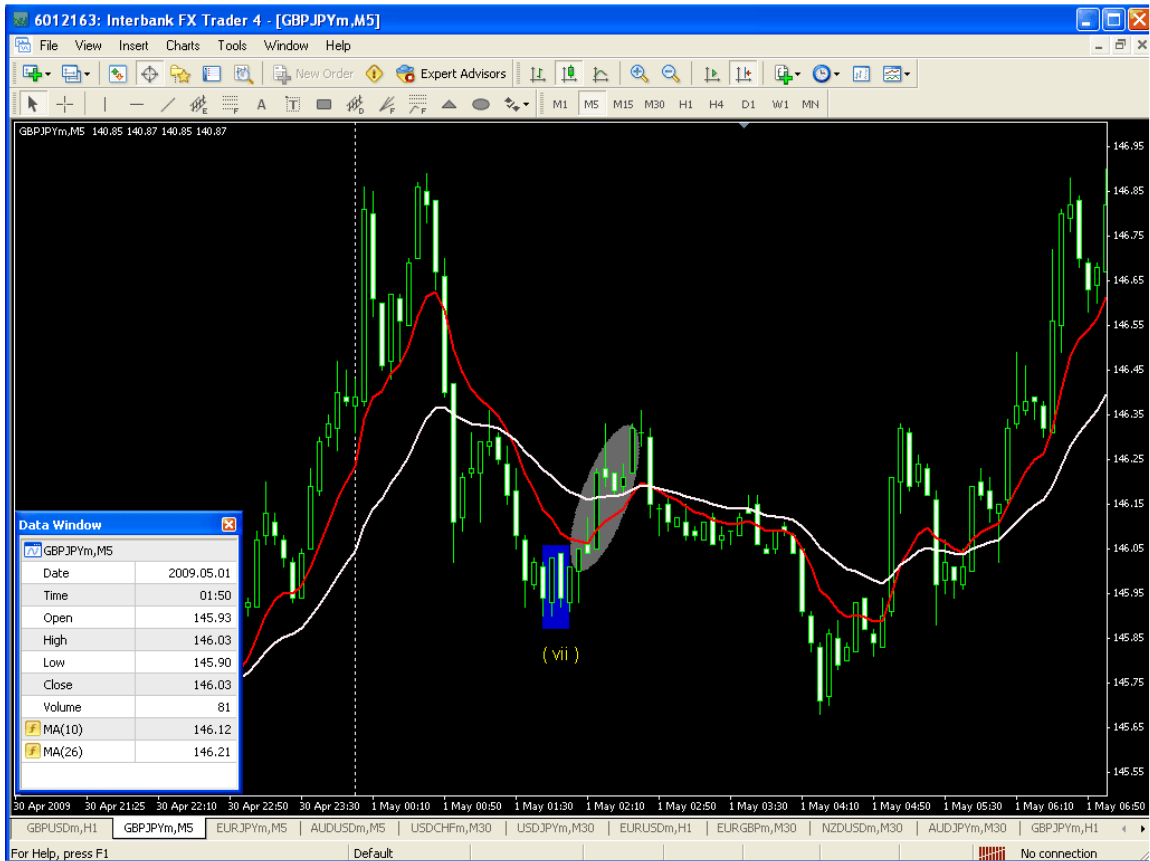 6012163: Interbank FX Trader 4 - [GBPJPYm,M5]
File View Insert Charts Tools Window Help
New Order Expert Advisors
A T M1 M5 M15 M30 H1 H4 D1 W1 MN
GBPJPYm,M5 140.85 140.87 140.85 140.87
146.95
146.85
146.75
146.65
146.55
146.45
146.35
146.25
146.15
146.05
145.95
145.85
145.75
145.65
145.55
( vii )
Data Window
GBPJPYm,M5
Date 2009.05.01
Time 01:50
Open 145.93
High 146.03
Low 145.90
Close 146.03
Volume 81
MA(10) 146.12
MA(26) 146.21
30 Apr 2009 30 Apr 21:25 30 Apr 22:10 30 Apr 22:50 30 Apr 23:30 1 May 00:10 1 May 00:50 1 May 01:30 1 May 02:10 1 May 02:50 1 May 03:30 1 May 04:10 1 May 04:50 1 May 05:30 1 May 06:10 1 May 06:50
GBPUSDm,H1 GBPJPYm,M5 EURJPYm,M5 AUDUSDm,M5 USDCHFm,M30 USDJPYm,M30 EURUSDm,H1 EURGBPm,M30 NZDUSDm,M30 AUDJPYm,M30 GBPJPYm,H1
For Help, press F1 Default No connection